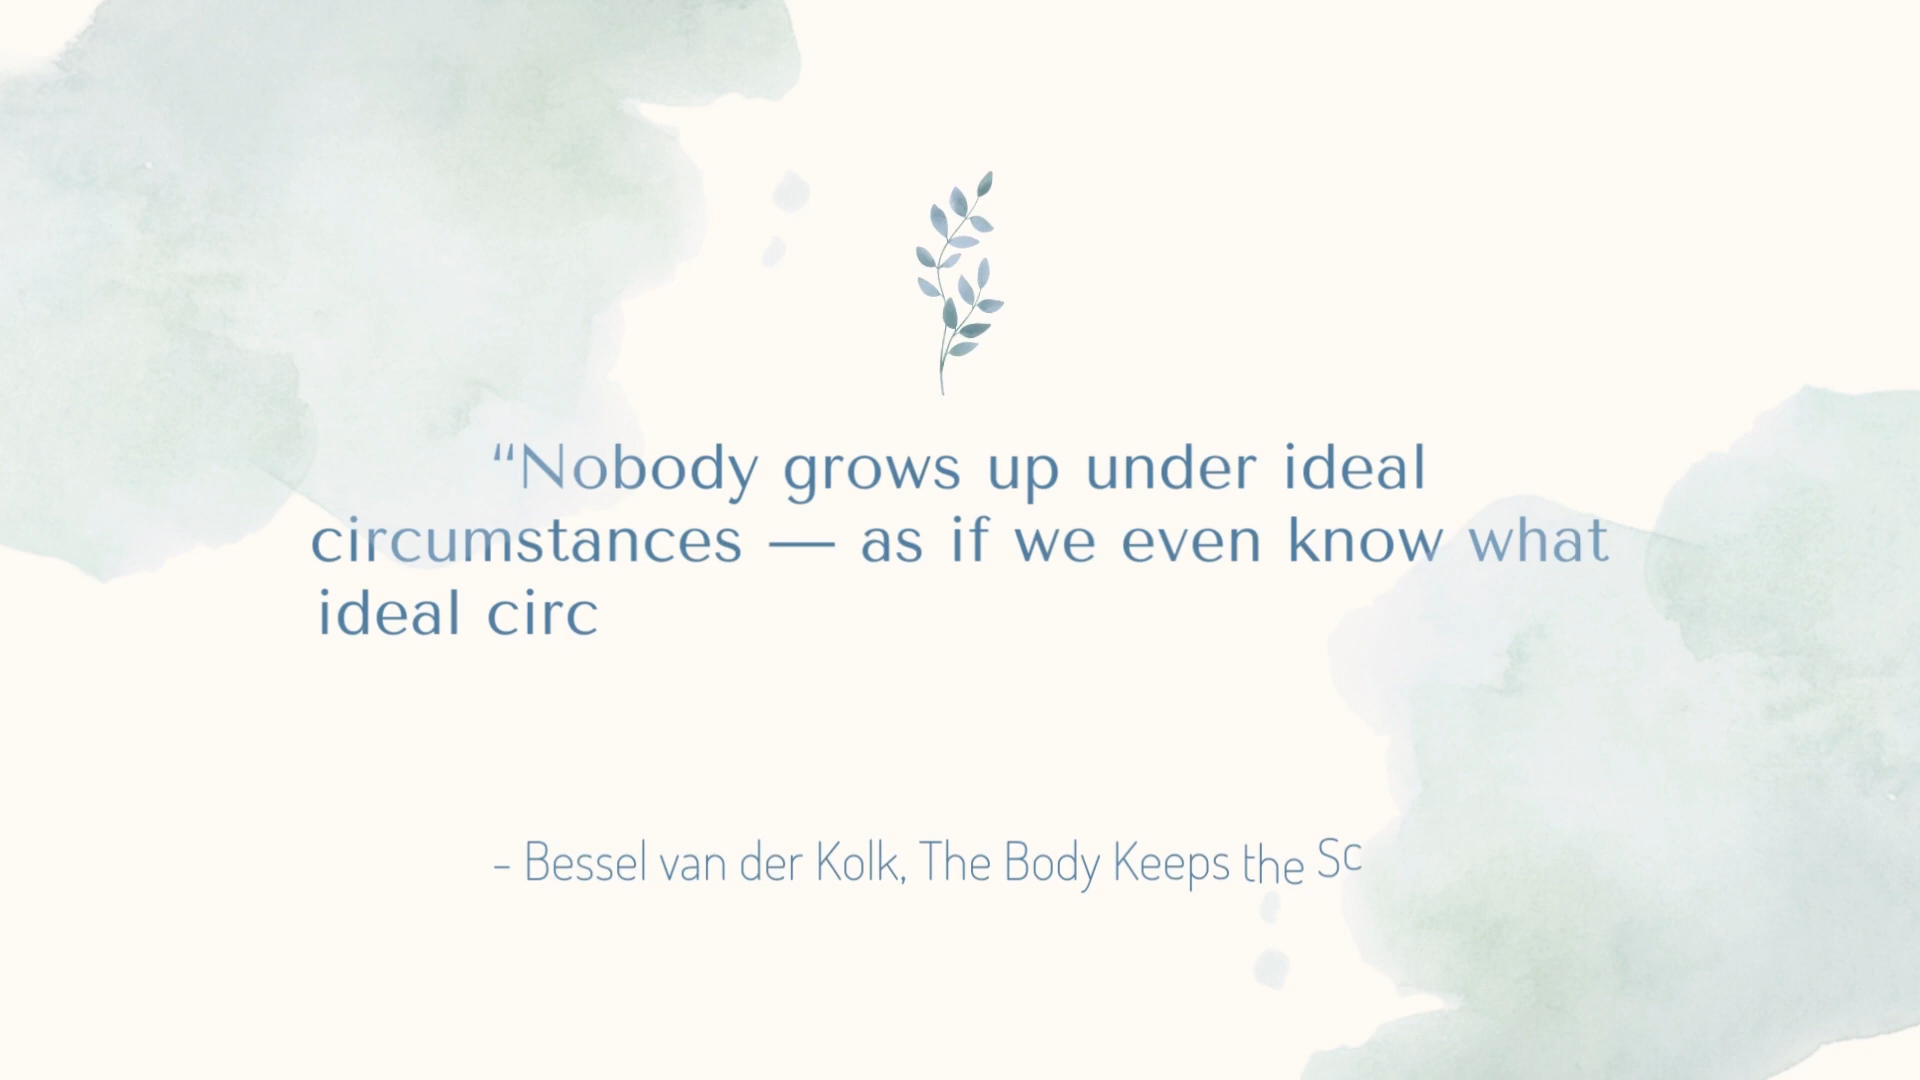 “Nobody grows up under ideal
circumstances — as if we even know what
ideal circ
– Bessel van der Kolk, The Body Keeps the Sc